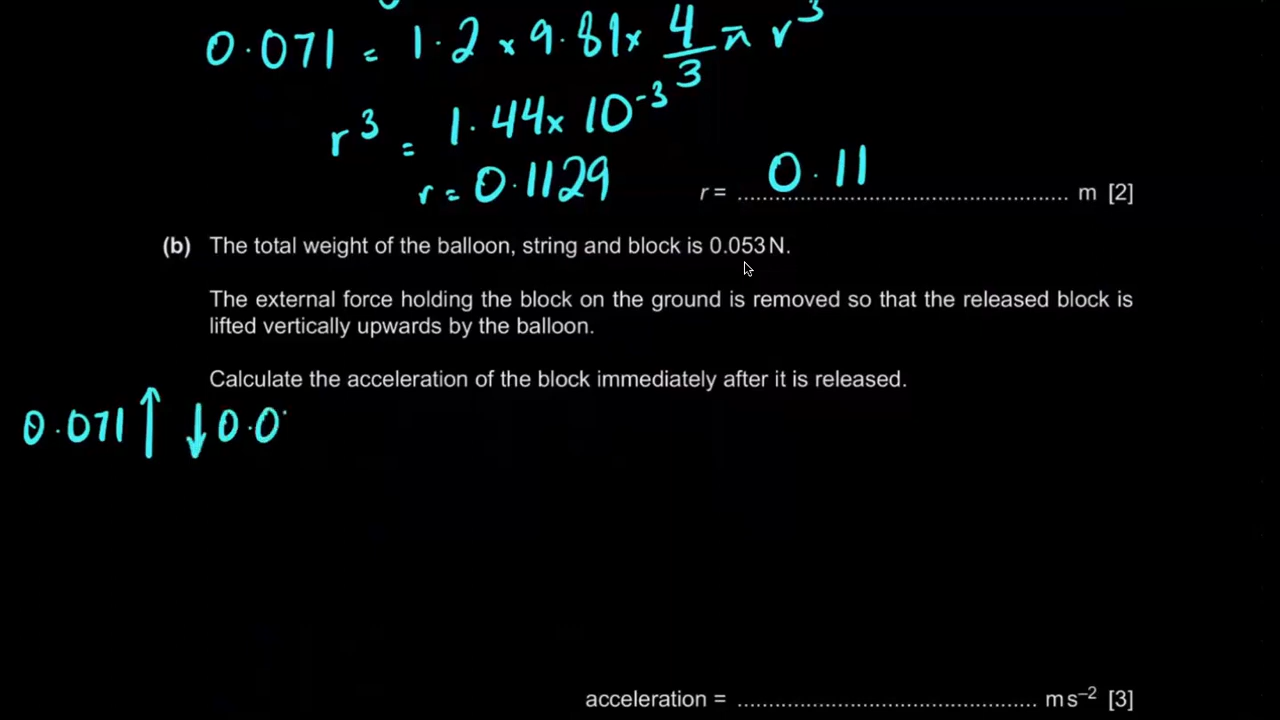 0.071 = 1.2 × 9.81 × 4/3 π r³
r³ = 1.44 × 10⁻³
r = 0.1129
r = 0.11 m [2]
(b) The total weight of the balloon, string and block is 0.053 N.
The external force holding the block on the ground is removed so that the released block is
lifted vertically upwards by the balloon.
Calculate the acceleration of the block immediately after it is released.
0.071 ↑ ↓ 0.0
acceleration = ................................................ m s⁻² [3]